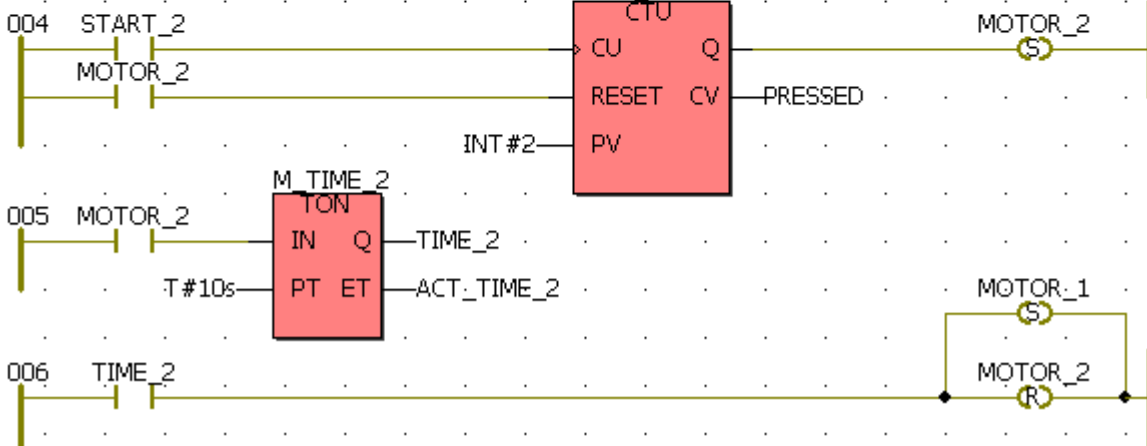 004 START_2 CTU MOTOR_2
CU Q S
MOTOR_2
RESET CV PRESSED
INT#2 PV
M_TIME_2
005 MOTOR_2 TON
IN Q TIME_2
T#10s PT ET ACT_TIME_2
MOTOR_1
S
006 TIME_2 MOTOR_2
R